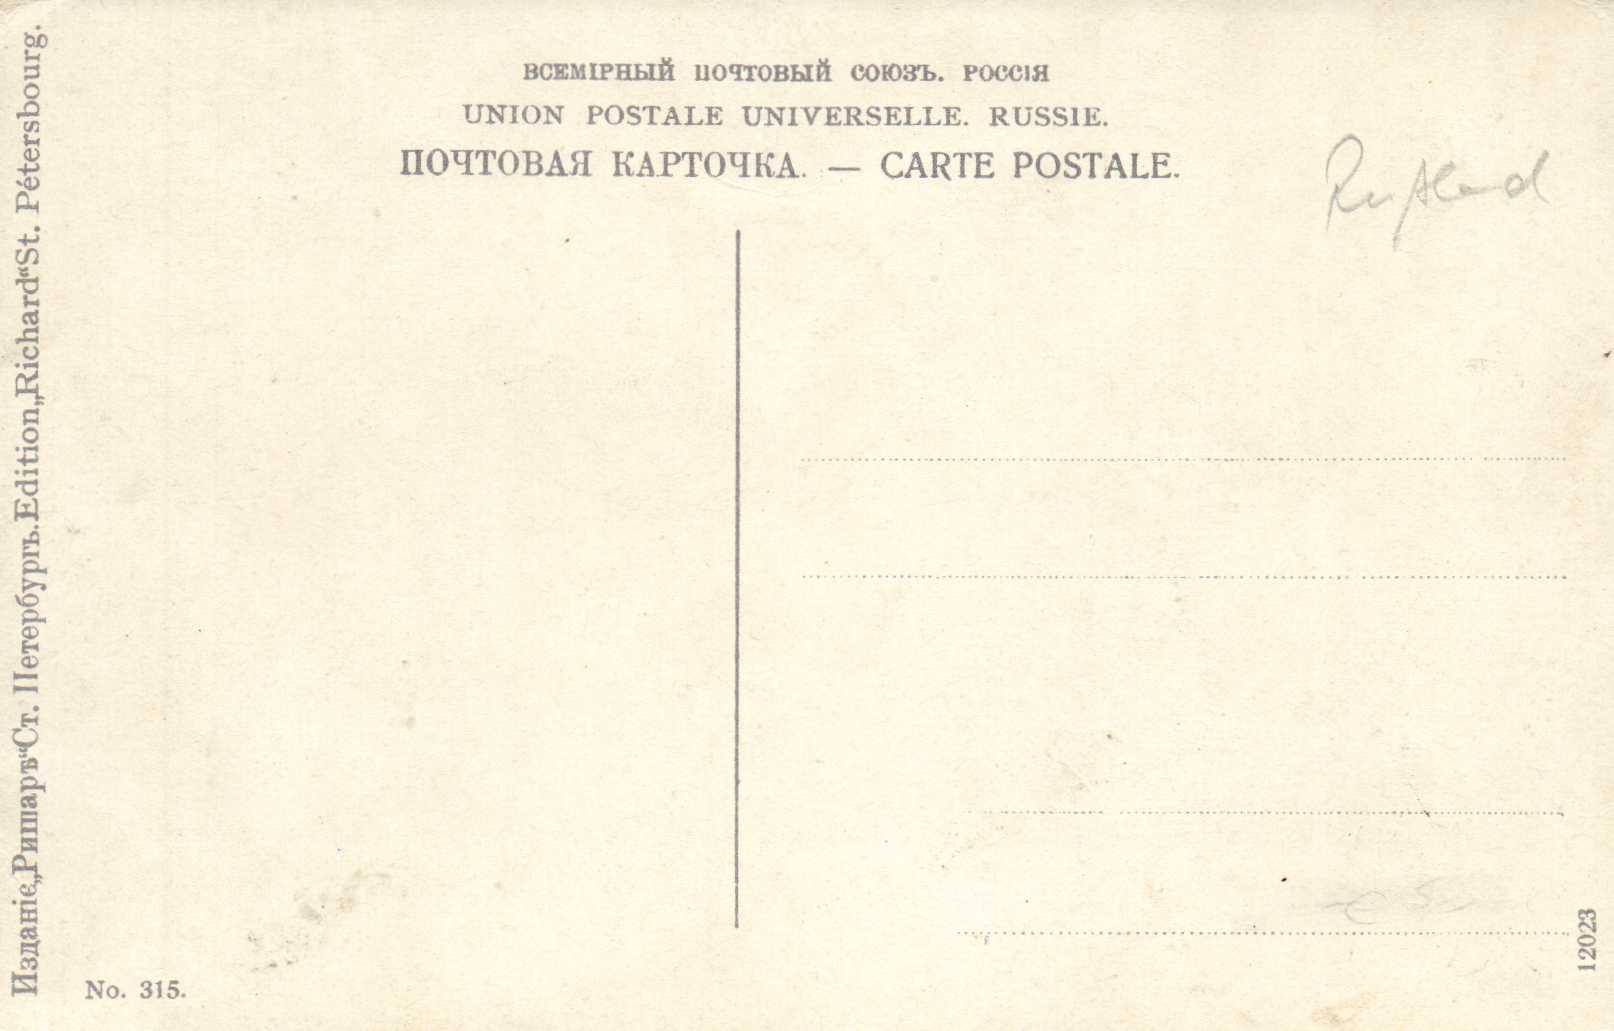 ВСЕМІРНЫЙ ПОЧТОВЫЙ СОЮЗЪ. РОССІЯ
UNION POSTALE UNIVERSELLE. RUSSIE.
ПОЧТОВАЯ КАРТОЧКА. — CARTE POSTALE.
Rußland
Изданіе„Ришаръ“Ст. Петербургъ.Edition„Richard“St. Pétersbourg.
No. 315.
12023